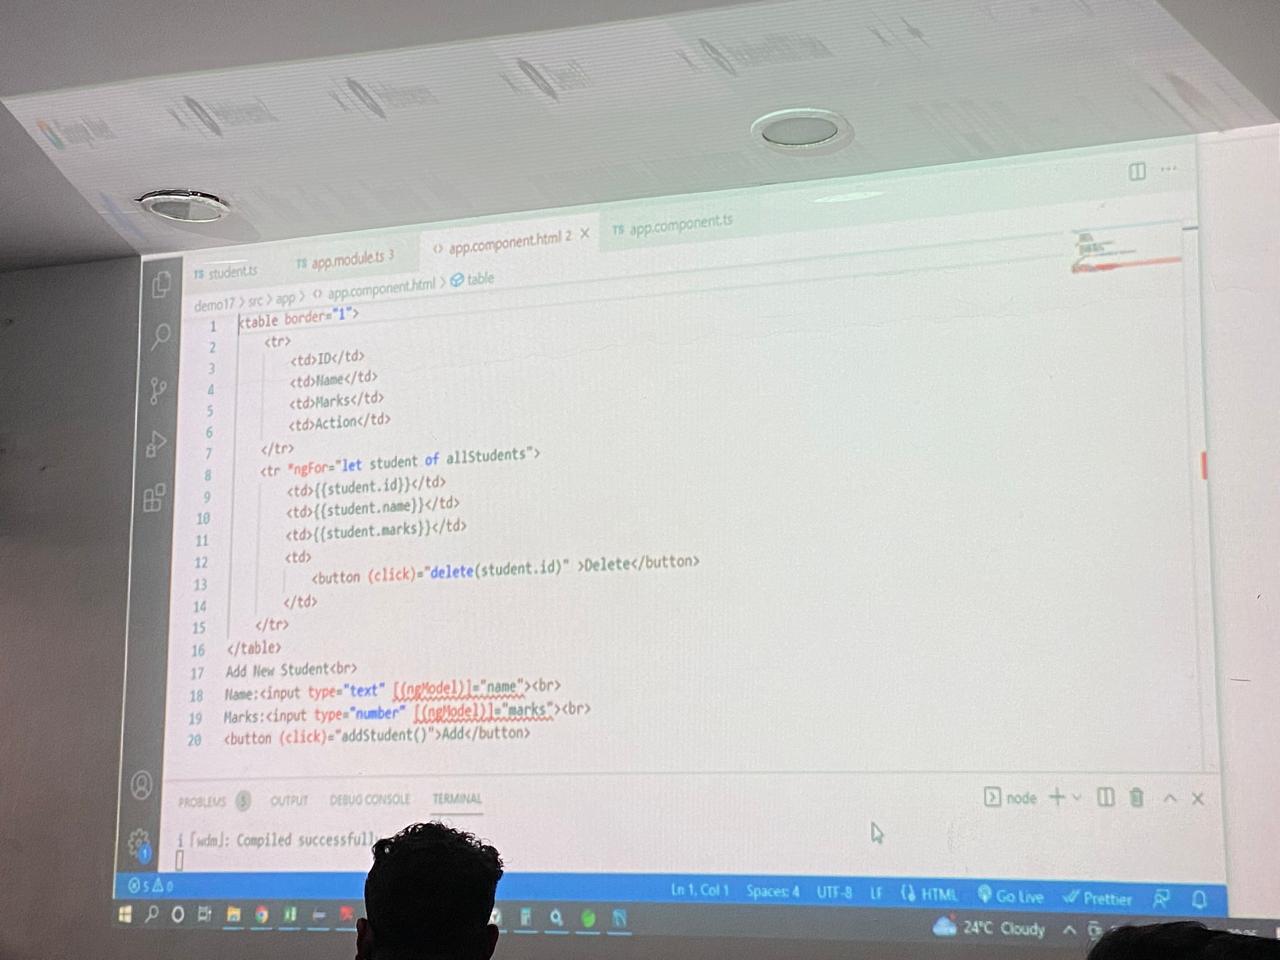 TS student.ts TS app.module.ts 3 <> app.component.html 2 × TS app.component.ts
demo17 > src > app > <> app.component.html > table
1 <table border="1">
2 <tr>
3 <td>ID</td>
4 <td>Name</td>
5 <td>Marks</td>
6 <td>Action</td>
7 </tr>
8 <tr *ngFor="let student of allStudents">
9 <td>{{student.id}}</td>
10 <td>{{student.name}}</td>
11 <td>{{student.marks}}</td>
12 <td>
13 <button (click)="delete(student.id)" >Delete</button>
14 </td>
15 </tr>
16 </table>
17 Add New Student<br>
18 Name:<input type="text" [(ngModel)]="name"><br>
19 Marks:<input type="number" [(ngModel)]="marks"><br>
20 <button (click)="addStudent()">Add</button>
PROBLEMS 5 OUTPUT DEBUG CONSOLE TERMINAL node
i ｢wdm｣: Compiled successfully
5 0 Ln 1, Col 1 Spaces: 4 UTF-8 LF HTML Go Live Prettier
24°C Cloudy